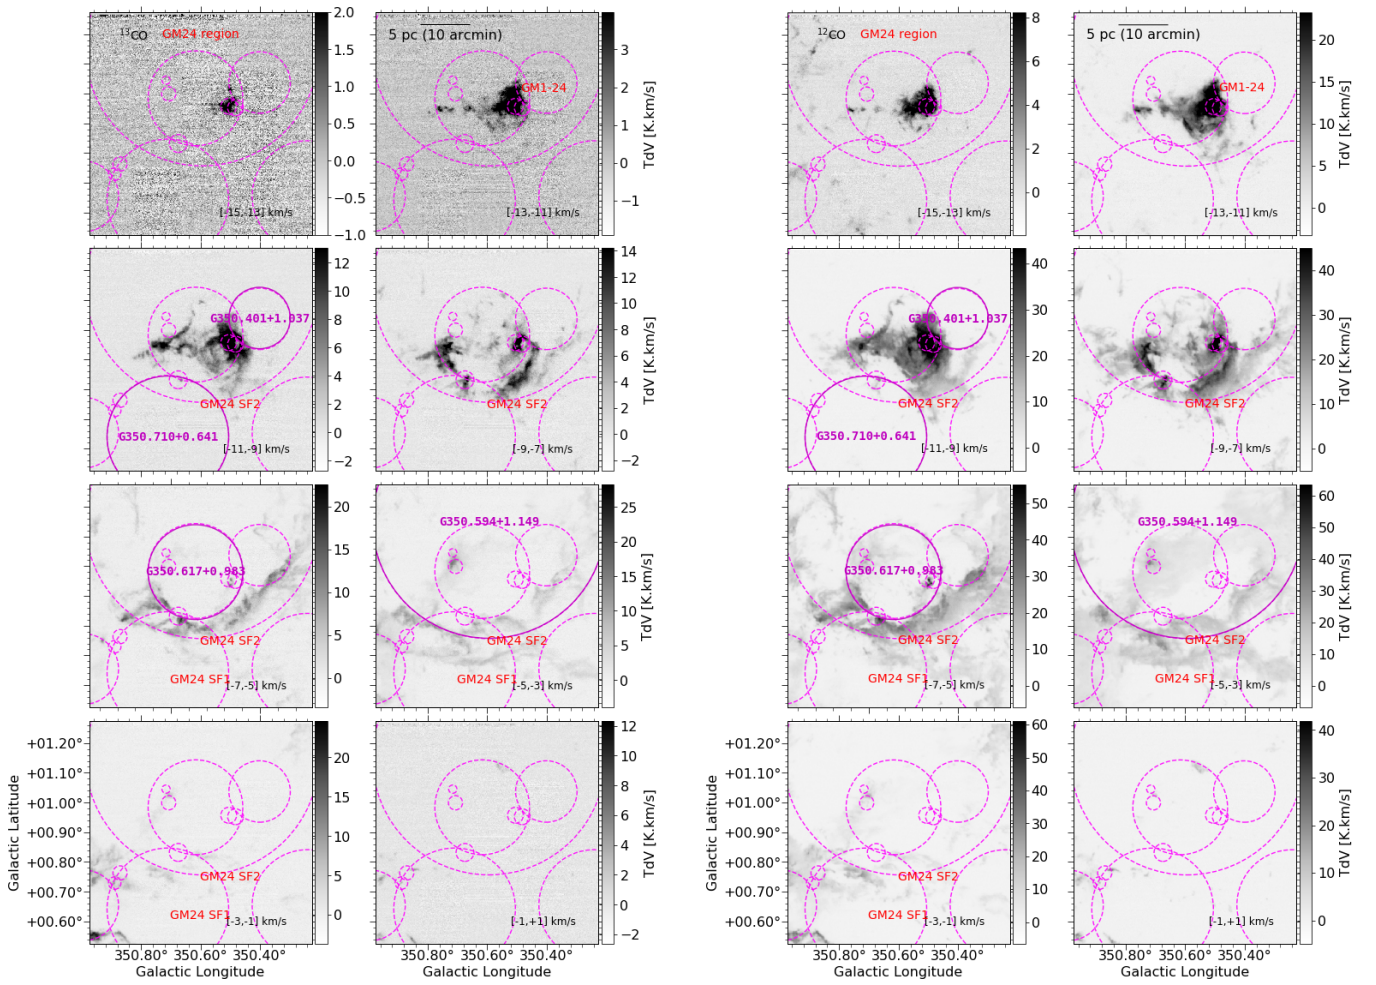 ¹³CO GM24 region
[-15,-13] km/s
2.0
1.5
1.0
0.5
0.0
−0.5
−1.0
5 pc (10 arcmin)
GM1-24
[-13,-11] km/s
3
2
1
0
−1
TdV [K.km/s]
¹²CO GM24 region
[-15,-13] km/s
8
6
4
2
0
5 pc (10 arcmin)
GM1-24
[-13,-11] km/s
20
15
10
5
0
TdV [K.km/s]
G350.401+1.037
GM24 SF2
G350.710+0.641
[-11,-9] km/s
12
10
8
6
4
2
0
−2
GM24 SF2
[-9,-7] km/s
14
12
10
8
6
4
2
0
−2
TdV [K.km/s]
G350.401+1.037
GM24 SF2
G350.710+0.641
[-11,-9] km/s
40
30
20
10
0
GM24 SF2
[-9,-7] km/s
40
30
20
10
0
TdV [K.km/s]
G350.617+0.983
GM24 SF2
GM24 SF1
[-7,-5] km/s
20
15
10
5
0
G350.594+1.149
GM24 SF2
GM24 SF1
[-5,-3] km/s
25
20
15
10
5
0
TdV [K.km/s]
G350.617+0.983
GM24 SF2
GM24 SF1
[-7,-5] km/s
50
40
30
20
10
0
G350.594+1.149
GM24 SF2
GM24 SF1
[-5,-3] km/s
60
50
40
30
20
10
0
TdV [K.km/s]
Galactic Latitude
+01.20°
+01.10°
+01.00°
+00.90°
+00.80°
+00.70°
+00.60°
GM24 SF2
GM24 SF1
[-3,-1] km/s
350.80° 350.60° 350.40°
Galactic Longitude
20
15
10
5
0
[-1,+1] km/s
350.80° 350.60° 350.40°
Galactic Longitude
12
10
8
6
4
2
0
−2
TdV [K.km/s]
Galactic Latitude
+01.20°
+01.10°
+01.00°
+00.90°
+00.80°
+00.70°
+00.60°
GM24 SF2
GM24 SF1
[-3,-1] km/s
350.80° 350.60° 350.40°
Galactic Longitude
60
50
40
30
20
10
0
[-1,+1] km/s
350.80° 350.60° 350.40°
Galactic Longitude
40
30
20
10
0
TdV [K.km/s]